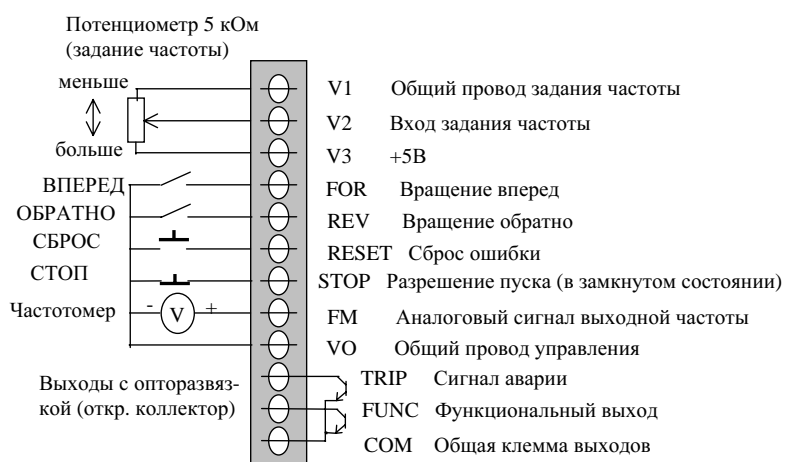 Потенциометр 5 кОм
(задание частоты)
меньше
больше
ВПЕРЕД
ОБРАТНО
СБРОС
СТОП
Частотомер
- V +
Выходы с опторазвяз-
кой (откр. коллектор)
V1 Общий провод задания частоты
V2 Вход задания частоты
V3 +5В
FOR Вращение вперед
REV Вращение обратно
RESET Сброс ошибки
STOP Разрешение пуска (в замкнутом состоянии)
FM Аналоговый сигнал выходной частоты
VO Общий провод управления
TRIP Сигнал аварии
FUNC Функциональный выход
COM Общая клемма выходов